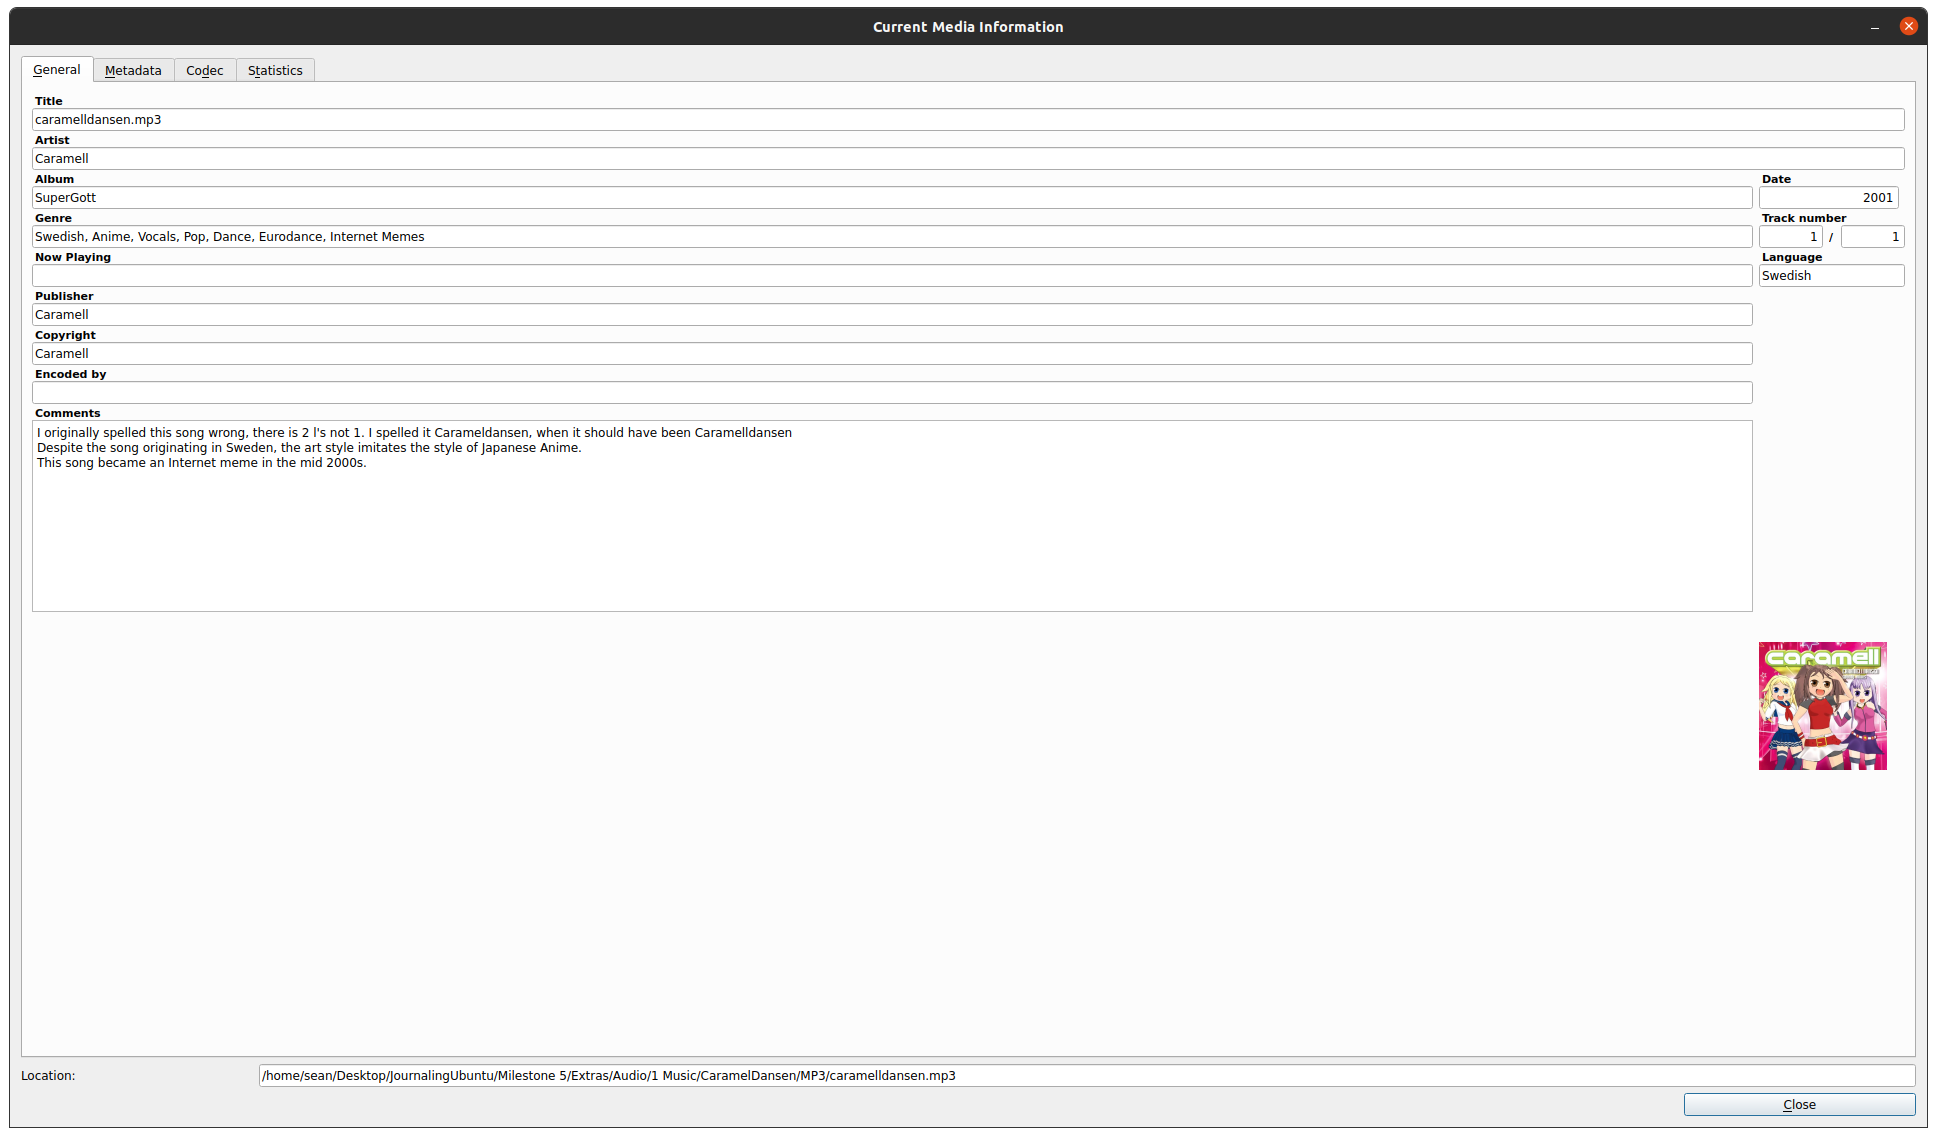 Current Media Information
General
Metadata
Codec
Statistics
Title
caramelldansen.mp3
Artist
Caramell
Album
Date
SuperGott
2001
Genre
Track number
Swedish, Anime, Vocals, Pop, Dance, Eurodance, Internet Memes
1 / 1
Now Playing
Language
Swedish
Publisher
Caramell
Copyright
Caramell
Encoded by
Comments
I originally spelled this song wrong, there is 2 l's not 1. I spelled it Carameldansen, when it should have been Caramelldansen
Despite the song originating in Sweden, the art style imitates the style of Japanese Anime.
This song became an Internet meme in the mid 2000s.
caramell
Location:
/home/sean/Desktop/JournalingUbuntu/Milestone 5/Extras/Audio/1 Music/CaramelDansen/MP3/caramelldansen.mp3
Close